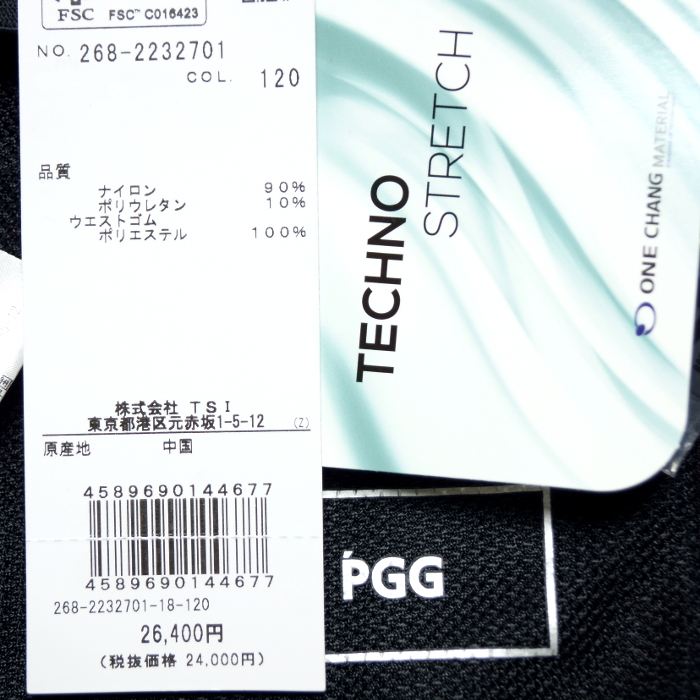 FSC FSC™ C016423
NO. 268-2232701
COL. 120
品質
ナイロン 90%
ポリウレタン 10%
ウエストゴム
ポリエステル 100%
株式会社 TSI
東京都港区元赤坂1-5-12 (Z)
原産地 中国
4589690144677
4589690144677
268-2232701-18-120
26,400円
(税抜価格 24,000円)
TECHNO
STRETCH
ONE CHANG MATERIAL
PGG